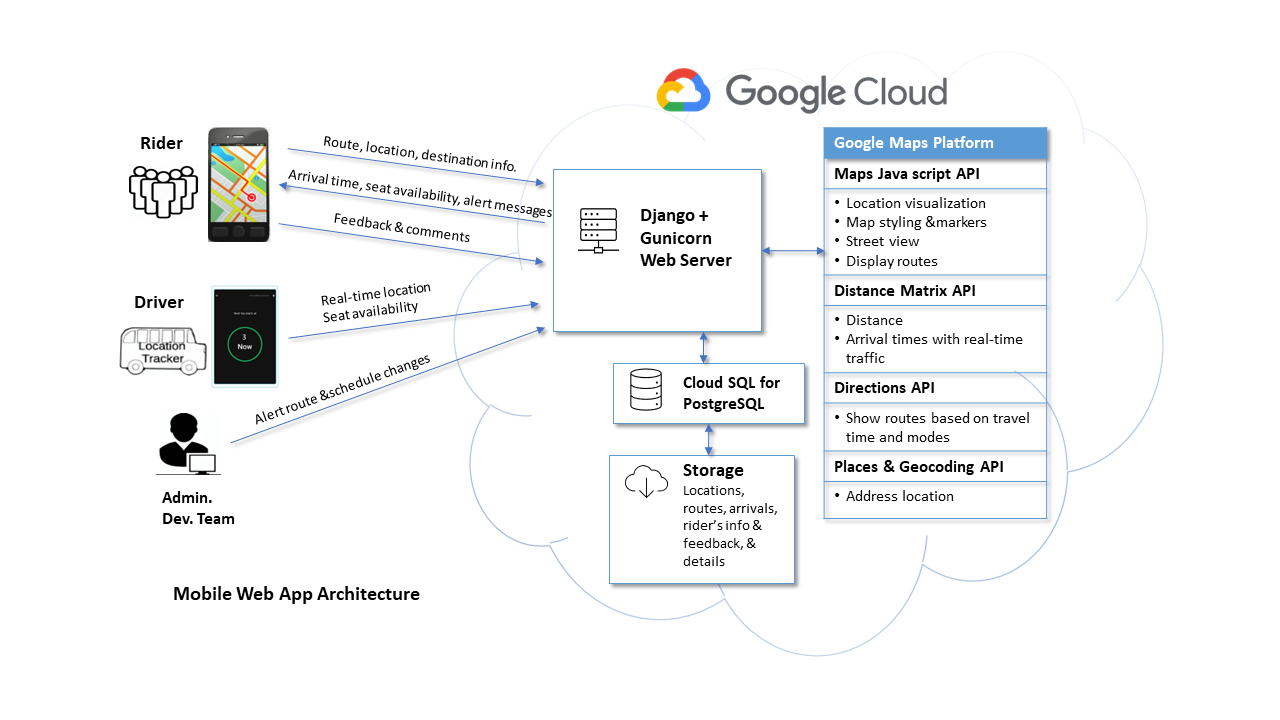 Google Cloud
Rider
Route, location, destination info.
Arrival time, seat availability, alert messages
Feedback & comments
Driver
Location
Tracker
3
Now
Real-time location
Seat availability
Alert route &schedule changes
Admin.
Dev. Team
Mobile Web App Architecture
Django +
Gunicorn
Web Server
Cloud SQL for
PostgreSQL
Storage
Locations,
routes, arrivals,
rider's info &
feedback, &
details
Google Maps Platform
Maps Java script API
• Location visualization
• Map styling &markers
• Street view
• Display routes
Distance Matrix API
• Distance
• Arrival times with real-time
traffic
Directions API
• Show routes based on travel
time and modes
Places & Geocoding API
• Address location